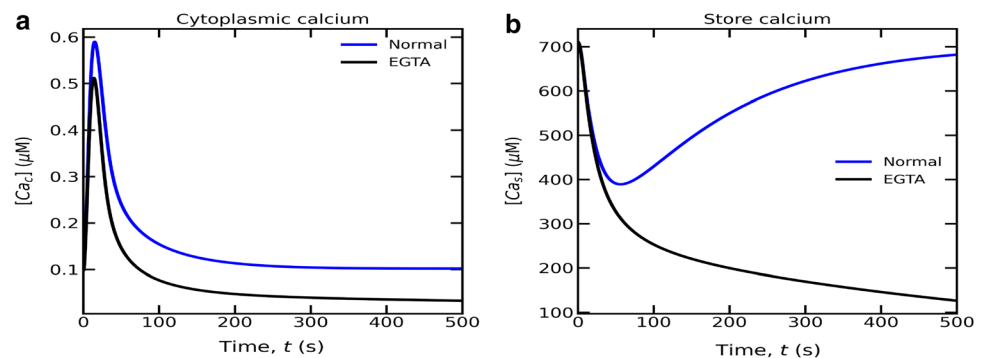 a
Cytoplasmic calcium
0.6
0.5
0.4
0.3
0.2
0.1
[Ca_c] (μM)
Normal
EGTA
0 100 200 300 400 500
Time, t (s)
b
Store calcium
700
600
500
400
300
200
100
[Ca_s] (μM)
Normal
EGTA
0 100 200 300 400 500
Time, t (s)